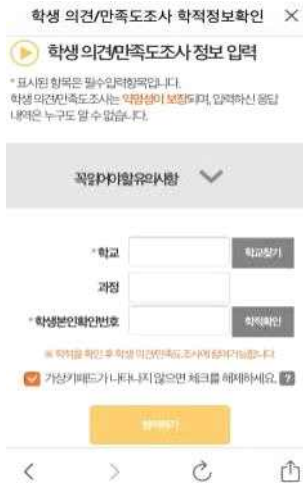 학생 의견/만족도조사 학적정보확인 ×
학생 의견/만족도조사 정보 입력
* 표시된 항목은 필수입력항목입니다.
학생 의견/만족도조사는 익명성이 보장되며, 입력하신 응답
내역은 누구도 알 수 없습니다.
꼭읽어야할유의사항
*학교 학교찾기
과정
*학생본인확인번호 학적확인
※ 학적을 확인 후 학생 의견/만족도조사에 참여가능합니다
가상키패드가 나타나지 않으면 체크를 해제하세요. ?
참여하기